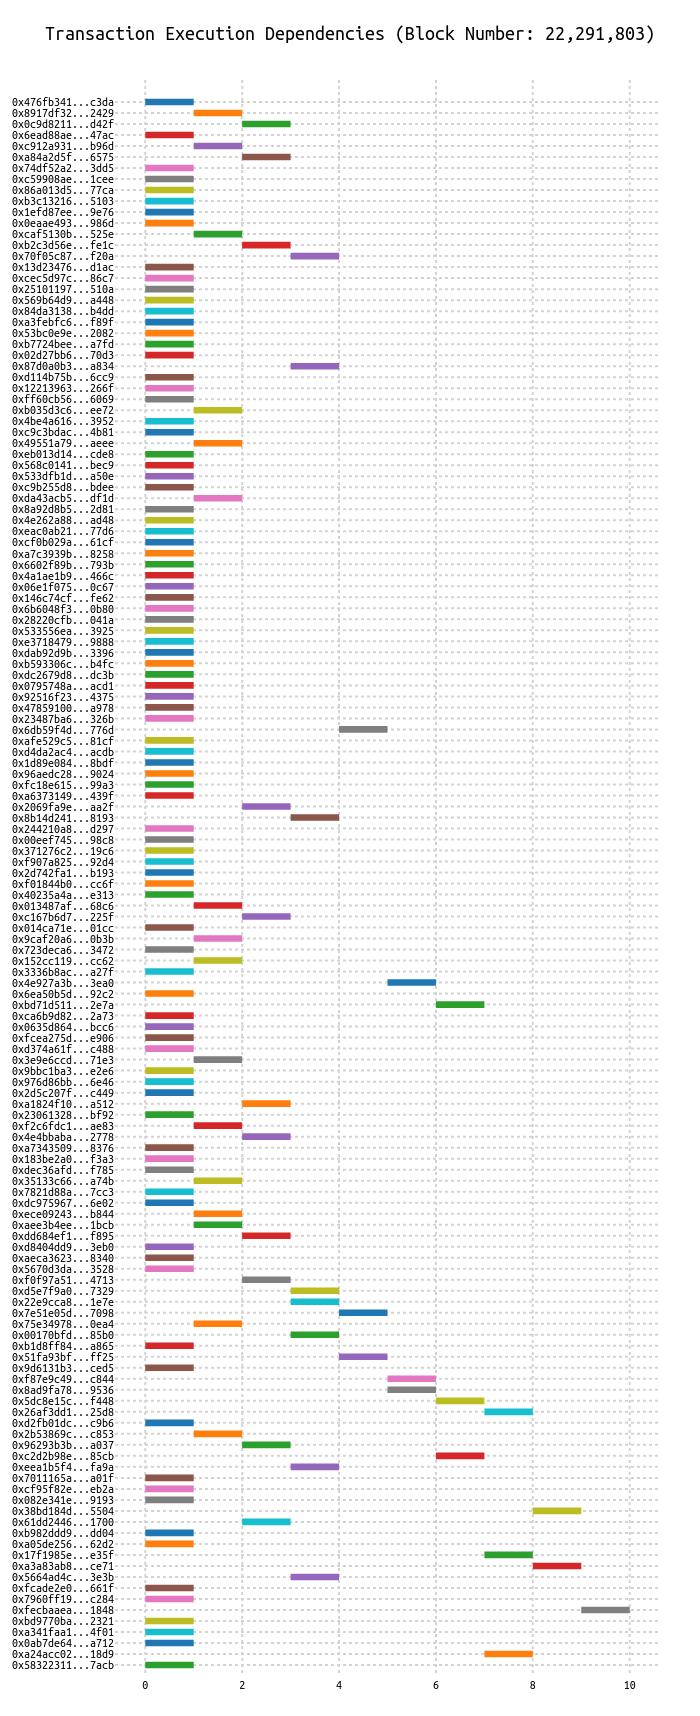 Transaction Execution Dependencies (Block Number: 22,291,803)
0x476fb341...c3da
0x8917df32...2429
0x0c9d8211...d42f
0x6ead88ae...47ac
0xc912a931...b96d
0xa84a2d5f...6575
0x74df52a2...3dd5
0xc59908ae...1cee
0x86a013d5...77ca
0xb3c13216...5103
0x1efd87ee...9e76
0x0eaae493...986d
0xcaf5130b...525e
0xb2c3d56e...fe1c
0x70f05c87...f20a
0x13d23476...d1ac
0xcec5d97c...86c7
0x25101197...510a
0x569b64d9...a448
0x84da3138...b4dd
0xa3febfc6...f89f
0x53bc0e9e...2082
0xb7724bee...a7fd
0x02d27bb6...70d3
0x87d0a0b3...a834
0xd114b75b...6cc9
0x12213963...266f
0xff60cb56...6069
0xb035d3c6...ee72
0x4be4a616...3952
0xc9c3bdac...4b81
0x49551a79...aeee
0xeb013d14...cde8
0x568c0141...bec9
0x533dfb1d...a50e
0xc9b255d8...bdee
0xda43acb5...df1d
0x8a92d8b5...2d81
0x4e262a88...ad48
0xeac0ab21...77d6
0xcf0b029a...61cf
0xa7c3939b...8258
0x6602f89b...793b
0x4a1ae1b9...466c
0x06e1f075...0c67
0x146c74cf...fe62
0x6b6048f3...0b80
0x28220cfb...041a
0x533556ea...3925
0xe3718479...9888
0xdab92d9b...3396
0xb593306c...b4fc
0xdc2679d8...dc3b
0x0795748a...acd1
0x92516f23...4375
0x47859100...a978
0x23487ba6...326b
0x6db59f4d...776d
0xafe529c5...81cf
0xd4da2ac4...acdb
0x1d89e084...8bdf
0x96aedc28...9024
0xfc18e615...99a3
0xa6373149...439f
0x2069fa9e...aa2f
0x8b14d241...8193
0x244210a8...d297
0x00eef745...98c8
0x371276c2...19c6
0xf907a825...92d4
0x2d742fa1...b193
0xf01844b0...cc6f
0x40235a4a...e313
0x013487af...68c6
0xc167b6d7...225f
0x014ca71e...01cc
0x9caf20a6...0b3b
0x723deca6...3472
0x152cc119...cc62
0x3336b8ac...a27f
0x4e927a3b...3ea0
0x6ea50b5d...92c2
0xbd71d511...2e7a
0xca6b9d82...2a73
0x0635d864...bcc6
0xfcea275d...e906
0xd374a61f...c488
0x3e9e6ccd...71e3
0x9bbc1ba3...e2e6
0x976d86bb...6e46
0x2d5c207f...c449
0xa1824f10...a512
0x23061328...bf92
0xf2c6fdc1...ae83
0x4e4bbaba...2778
0xa7343509...8376
0x183be2a0...f3a3
0xdec36afd...f785
0x35133c66...a74b
0x7821d88a...7cc3
0xdc975967...6e02
0xece09243...b844
0xaee3b4ee...1bcb
0xdd684ef1...f895
0xd8404dd9...3eb0
0xaeca3623...8340
0x5670d3da...3528
0xf0f97a51...4713
0xd5e7f9a0...7329
0x22e9cca8...1e7e
0x7e51e05d...7098
0x75e34978...0ea4
0x00170bfd...85b0
0xb1d8ff84...a865
0x51fa93bf...ff25
0x9d6131b3...ced5
0xf87e9c49...c844
0x8ad9fa78...9536
0x5dc8e15c...f448
0x26af3dd1...25d8
0xd2fb01dc...c9b6
0x2b53869c...c853
0x96293b3b...a037
0xc2d2b98e...85cb
0xeea1b5f4...fa9a
0x7011165a...a01f
0xcf95f82e...eb2a
0x082e341e...9193
0x38bd184d...5504
0x61dd2446...1700
0xb982ddd9...dd04
0xa05de256...62d2
0x17f1985e...e35f
0xa3a83ab8...ce71
0x5664ad4c...3e3b
0xfcade2e0...661f
0x7960ff19...c284
0xfecbaaea...1848
0xbd9770ba...2321
0xa341faa1...4f01
0x0ab7de64...a712
0xa24acc02...18d9
0x58322311...7acb
0 2 4 6 8 10